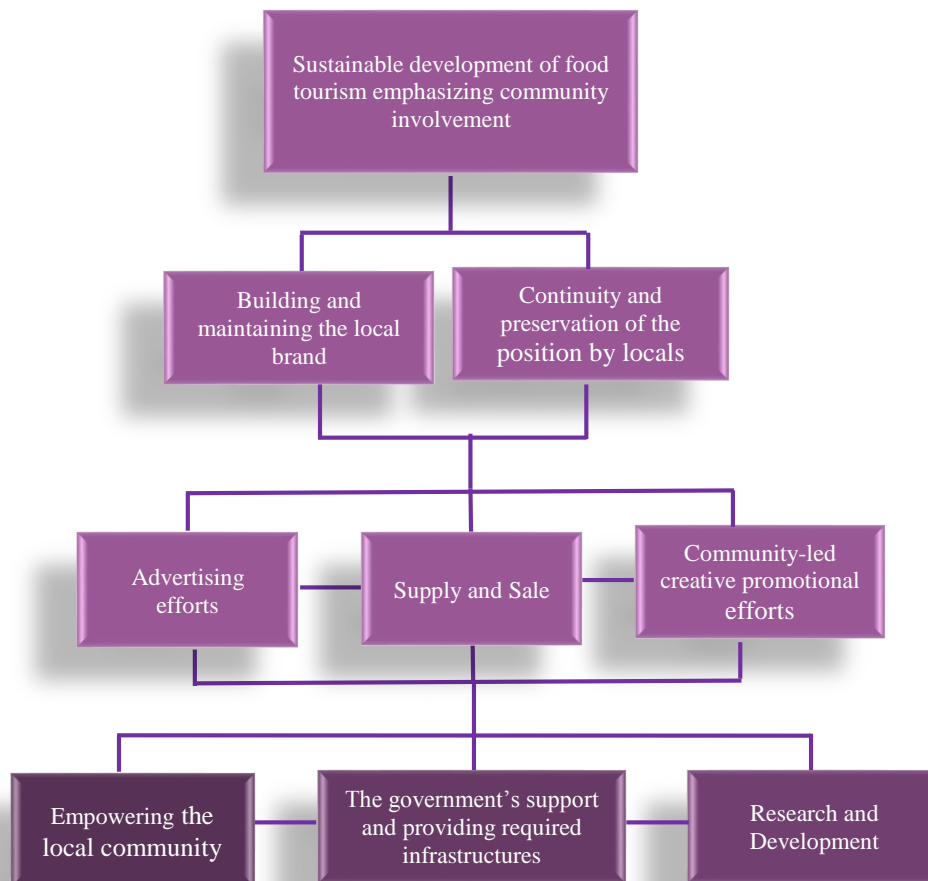 Sustainable development of food
tourism emphasizing community
involvement
Building and
maintaining the local
brand
Continuity and
preservation of the
position by locals
Advertising
efforts
Supply and Sale
Community-led
creative promotional
efforts
Empowering the
local community
The government’s support
and providing required
infrastructures
Research and
Development